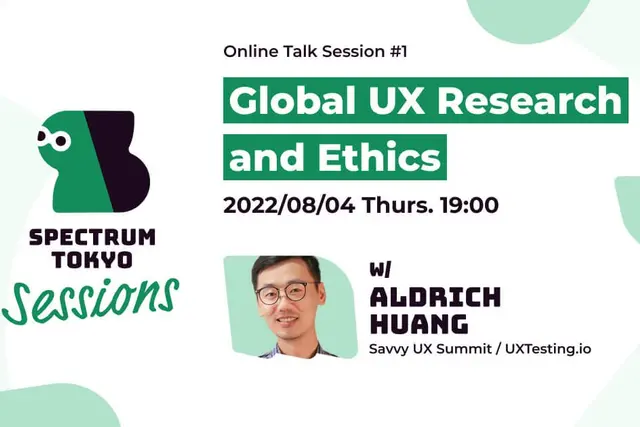 Online Talk Session #1
Global UX Research
and Ethics
2022/08/04 Thurs. 19:00
SPECTRUM
TOKYO
Sessions
W/
ALDRICH
HUANG
Savvy UX Summit / UXTesting.io